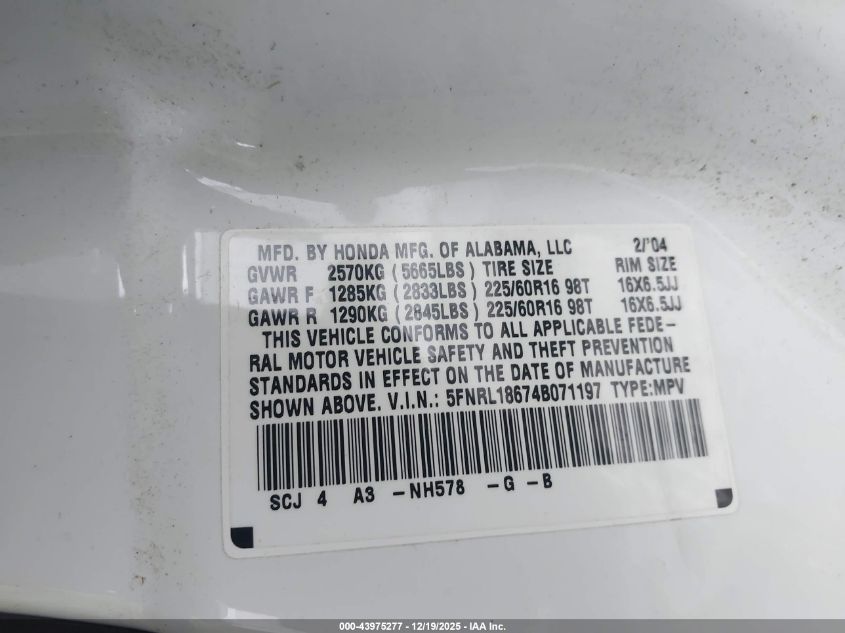 MFD. BY HONDA MFG. OF ALABAMA, LLC 2/'04
GVWR 2570KG (5665LBS) TIRE SIZE RIM SIZE
GAWR F 1285KG (2833LBS) 225/60R16 98T 16X6.5JJ
GAWR R 1290KG (2845LBS) 225/60R16 98T 16X6.5JJ
THIS VEHICLE CONFORMS TO ALL APPLICABLE FEDE-
RAL MOTOR VEHICLE SAFETY AND THEFT PREVENTION
STANDARDS IN EFFECT ON THE DATE OF MANUFACTURE
SHOWN ABOVE. V.I.N.: 5FNRL18674B071197 TYPE:MPV
SCJ 4 A3 -NH578 -G -B
000-43975277 - 12/19/2025 - IAA Inc.